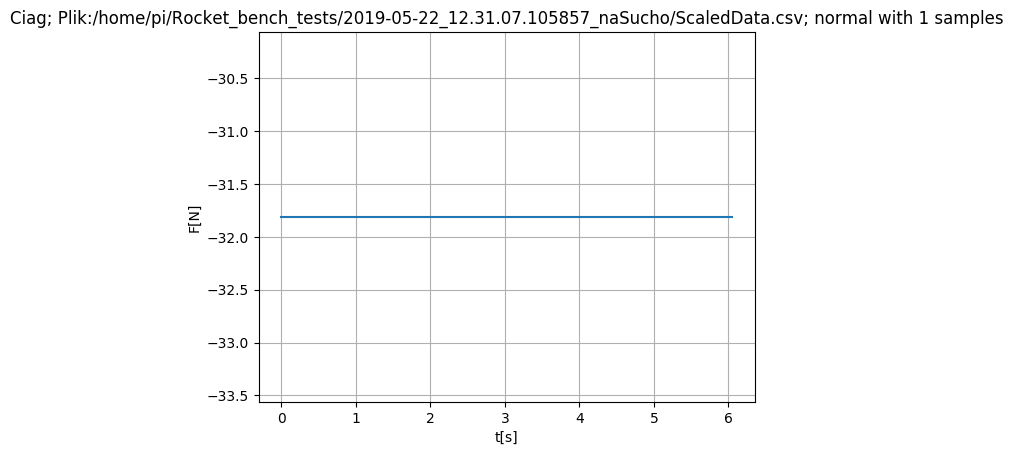 Ciag; Plik:/home/pi/Rocket_bench_tests/2019-05-22_12.31.07.105857_naSucho/ScaledData.csv; normal with 1 samples
−30.5
−31.0
−31.5
−32.0
−32.5
−33.0
−33.5
F[N]
0 1 2 3 4 5 6
t[s]